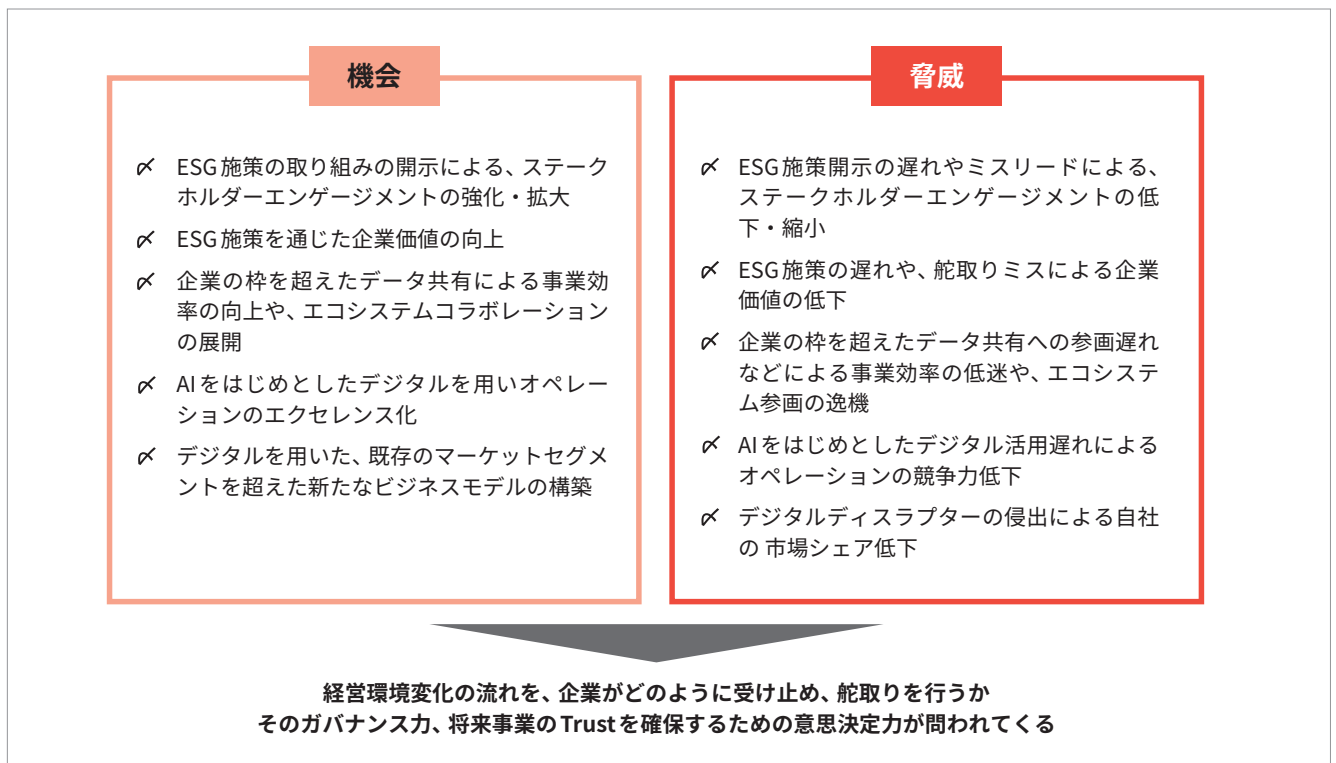 機会
ESG施策の取り組みの開示による、ステーク
ホルダーエンゲージメントの強化・拡大
ESG施策を通じた企業価値の向上
企業の枠を超えたデータ共有による事業効
率の向上や、エコシステムコラボレーション
の展開
AIをはじめとしたデジタルを用いオペレー
ションのエクセレンス化
デジタルを用いた、既存のマーケットセグメ
ントを超えた新たなビジネスモデルの構築
脅威
ESG施策開示の遅れやミスリードによる、
ステークホルダーエンゲージメントの低
下・縮小
ESG施策の遅れや、舵取りミスによる企業
価値の低下
企業の枠を超えたデータ共有への参画遅れ
などによる事業効率の低迷や、エコシステ
ム参画の逸機
AIをはじめとしたデジタル活用遅れによる
オペレーションの競争力低下
デジタルディスラプターの侵出による自社
の 市場シェア低下
経営環境変化の流れを、企業がどのように受け止め、舵取りを行うか
そのガバナンス力、将来事業のTrustを確保するための意思決定力が問われてくる